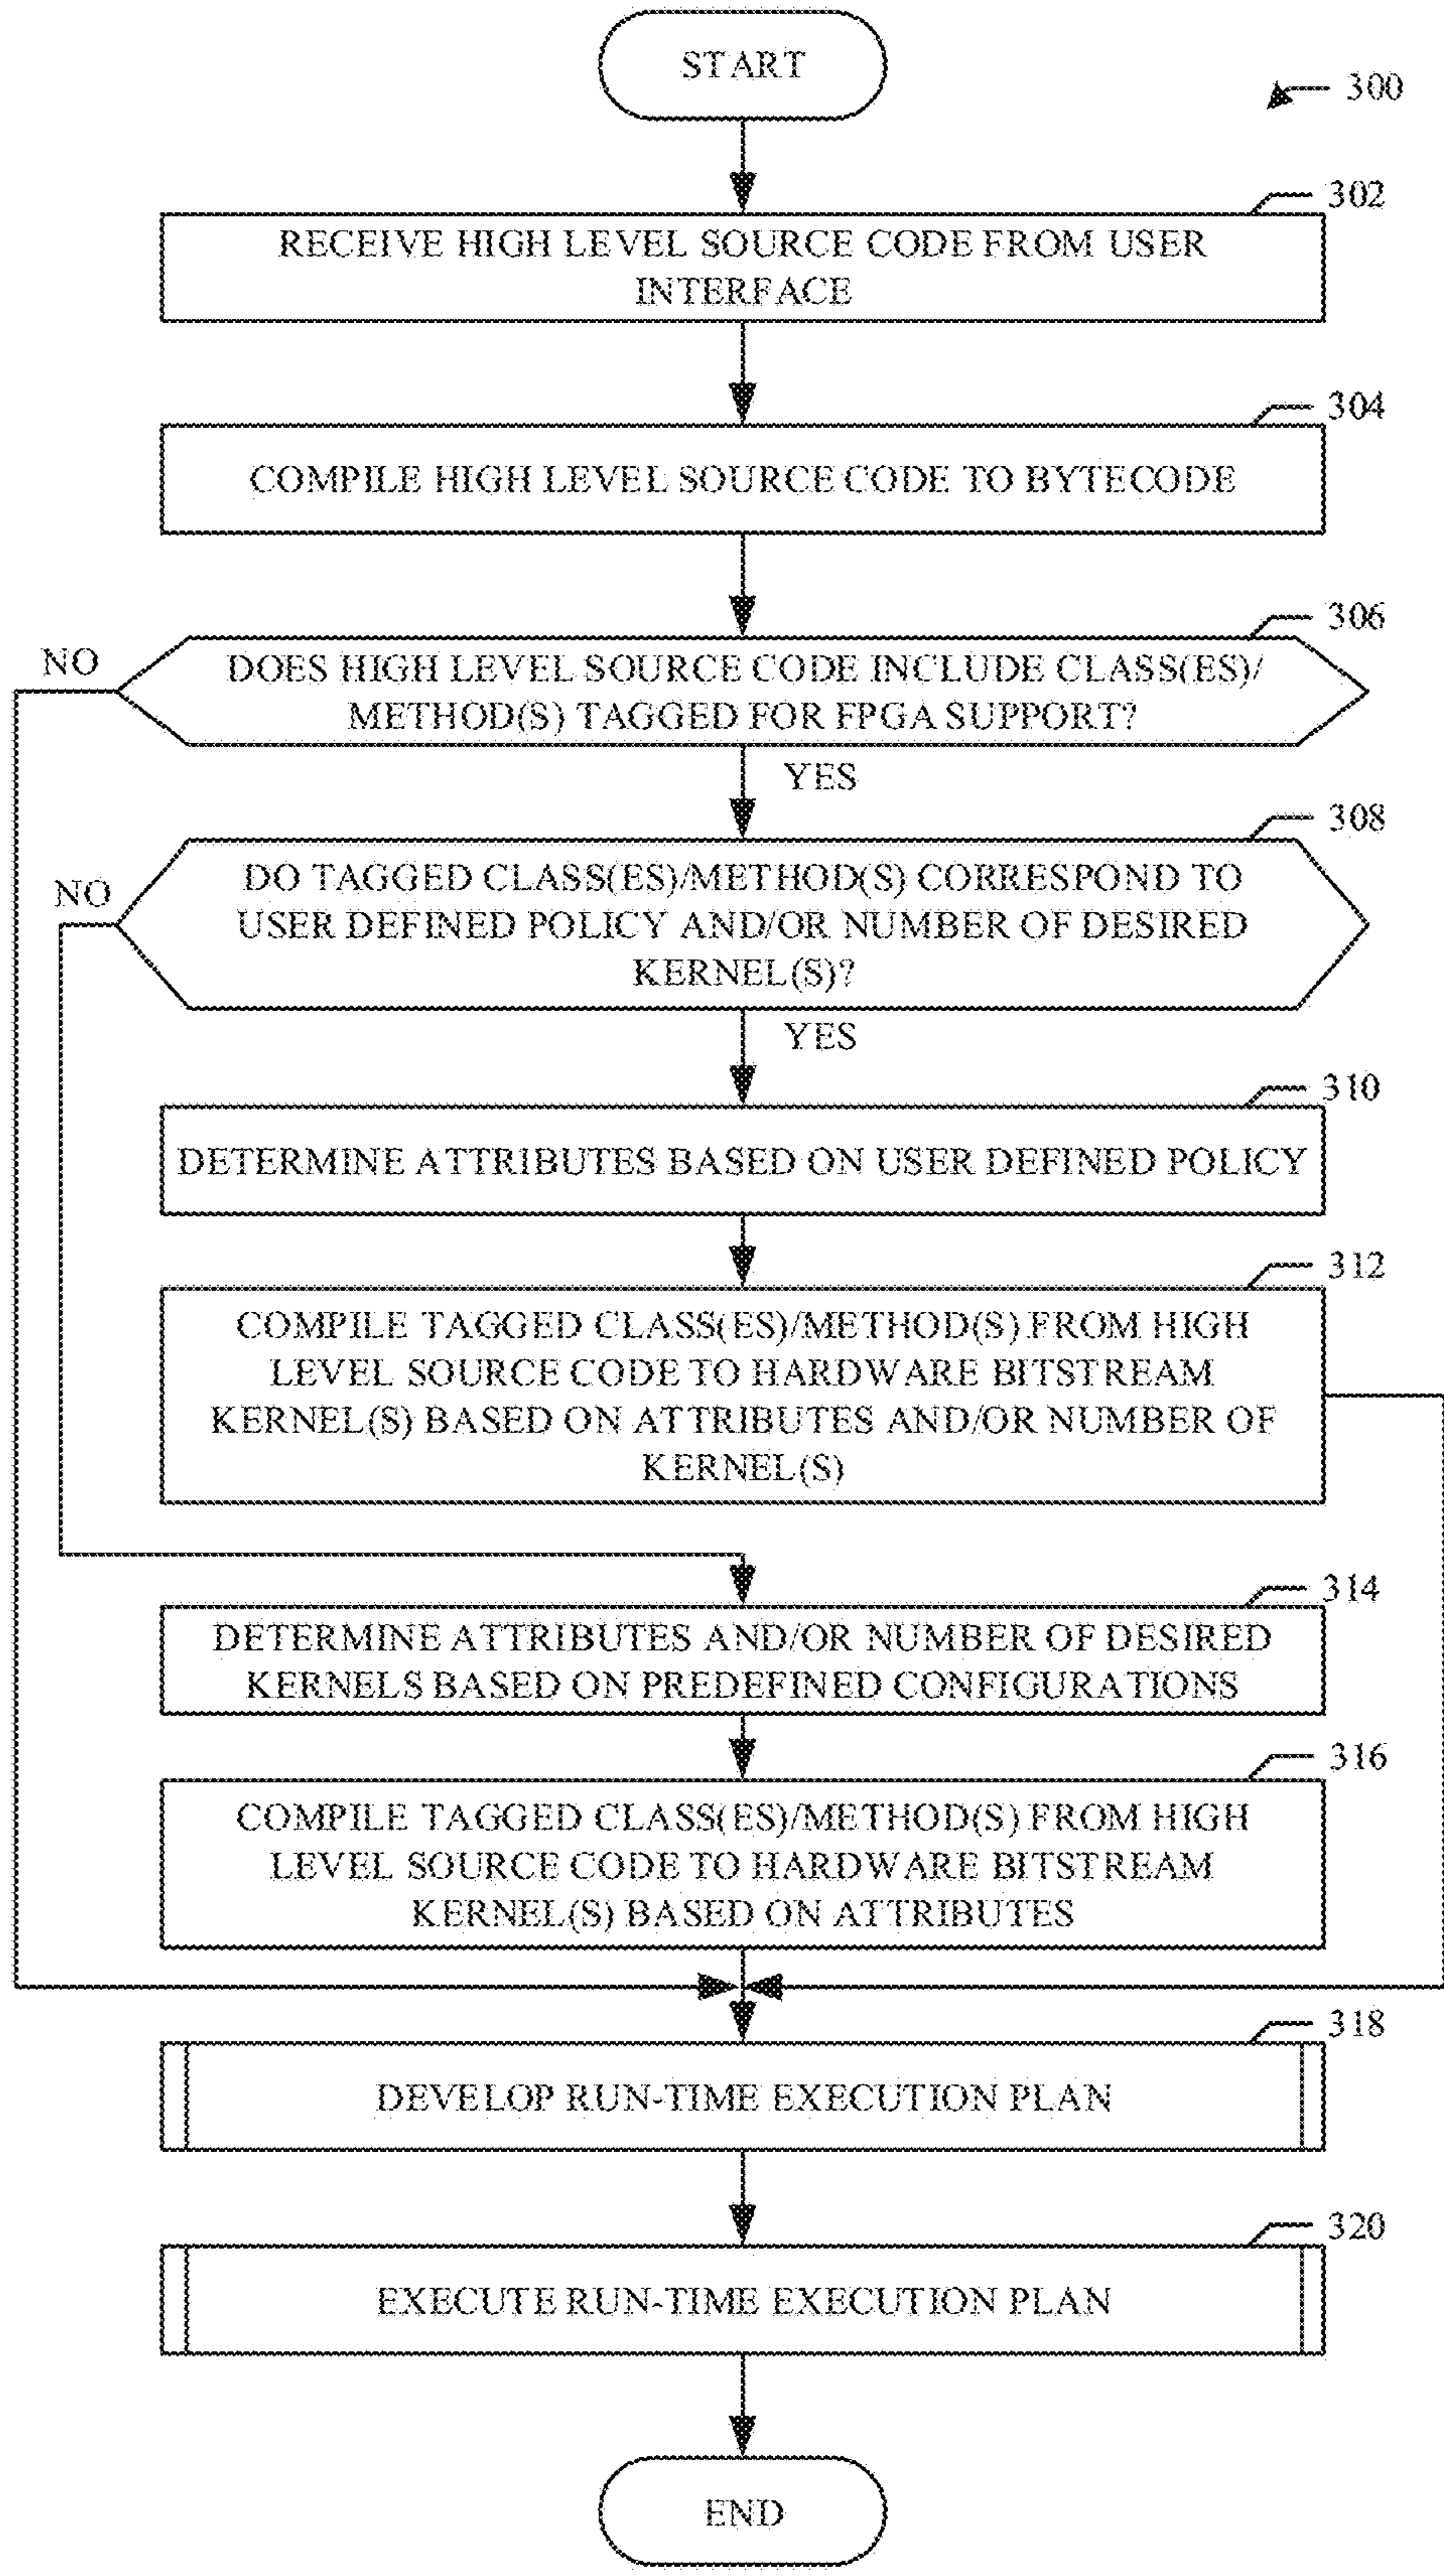 START
300
302
RECEIVE HIGH LEVEL SOURCE CODE FROM USER
INTERFACE
304
COMPILE HIGH LEVEL SOURCE CODE TO BYTECODE
306
NO
DOES HIGH LEVEL SOURCE CODE INCLUDE CLASS(ES)/
METHOD(S) TAGGED FOR FPGA SUPPORT?
YES
308
NO
DO TAGGED CLASS(ES)/METHOD(S) CORRESPOND TO
USER DEFINED POLICY AND/OR NUMBER OF DESIRED
KERNEL(S)?
YES
310
DETERMINE ATTRIBUTES BASED ON USER DEFINED POLICY
312
COMPILE TAGGED CLASS(ES)/METHOD(S) FROM HIGH
LEVEL SOURCE CODE TO HARDWARE BITSTREAM
KERNEL(S) BASED ON ATTRIBUTES AND/OR NUMBER OF
KERNEL(S)
314
DETERMINE ATTRIBUTES AND/OR NUMBER OF DESIRED
KERNELS BASED ON PREDEFINED CONFIGURATIONS
316
COMPILE TAGGED CLASS(ES)/METHOD(S) FROM HIGH
LEVEL SOURCE CODE TO HARDWARE BITSTREAM
KERNEL(S) BASED ON ATTRIBUTES
318
DEVELOP RUN-TIME EXECUTION PLAN
320
EXECUTE RUN-TIME EXECUTION PLAN
END